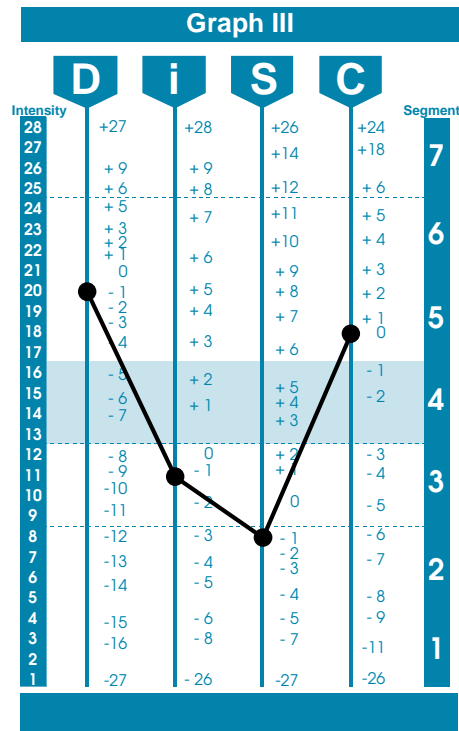 Graph III
D i S C
Intensity Segment
28 +27 +28 +26 +24
27 +14 +18 7
26 + 9 + 9
25 + 6 + 8 +12 + 6
24 + 5 + 7 +11 + 5
23 + 3 + 2 +10 + 4 6
22 + 1 + 6
21 0 + 9 + 3
20 - 1 + 5 + 8 + 2
19 - 2 + 4 + 7 + 1 5
18 - 3 0
17 4 + 3 + 6
16 - 5 + 2 - 1
15 - 6 + 1 + 5 - 2 4
14 - 7 + 4 + 3
13
12 - 8 0 + 2 - 3
11 - 9 - 1 + 1 - 4 3
10 -10 - 2 0
9 -11 - 5
8 -12 - 3 - 1 - 6
7 -13 - 4 - 2 - 7 2
6 -14 - 5 - 3
5 - 4 - 8
4 -15 - 6 - 5 - 9
3 -16 - 8 - 7 -11 1
2
1 -27 - 26 -27 -26